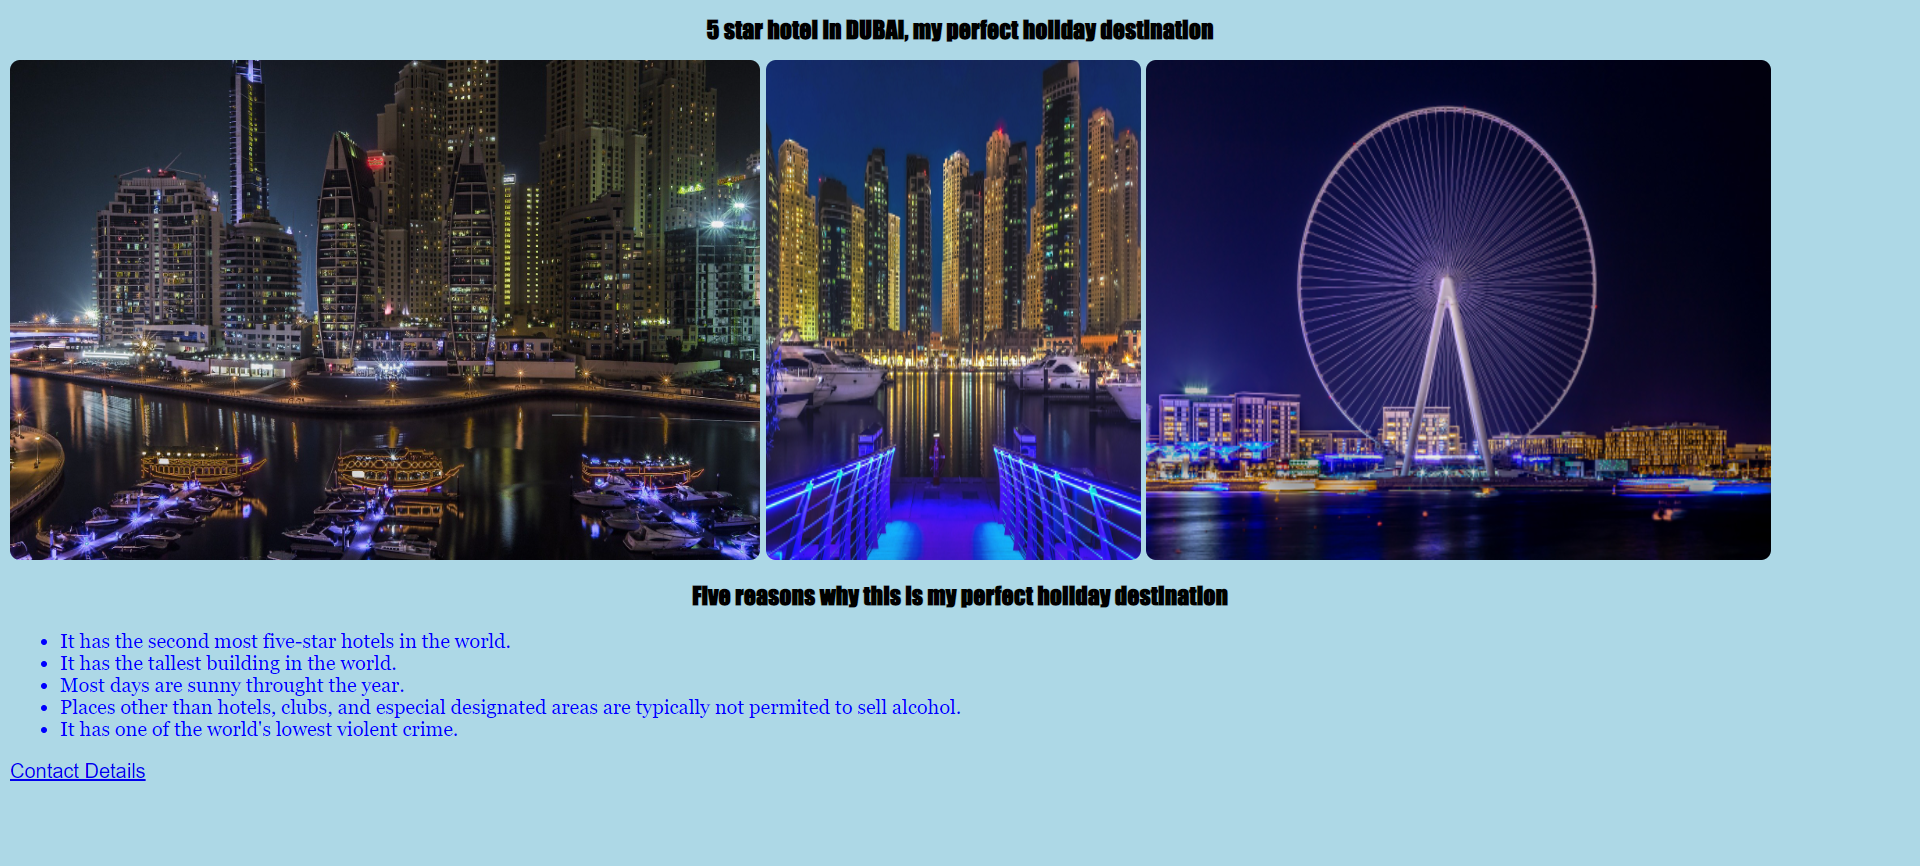 5 star hotel in DUBAI, my perfect holiday destination
Five reasons why this is my perfect holiday destination
• It has the second most five-star hotels in the world.
• It has the tallest building in the world.
• Most days are sunny throught the year.
• Places other than hotels, clubs, and especial designated areas are typically not permited to sell alcohol.
• It has one of the world's lowest violent crime.
Contact Details